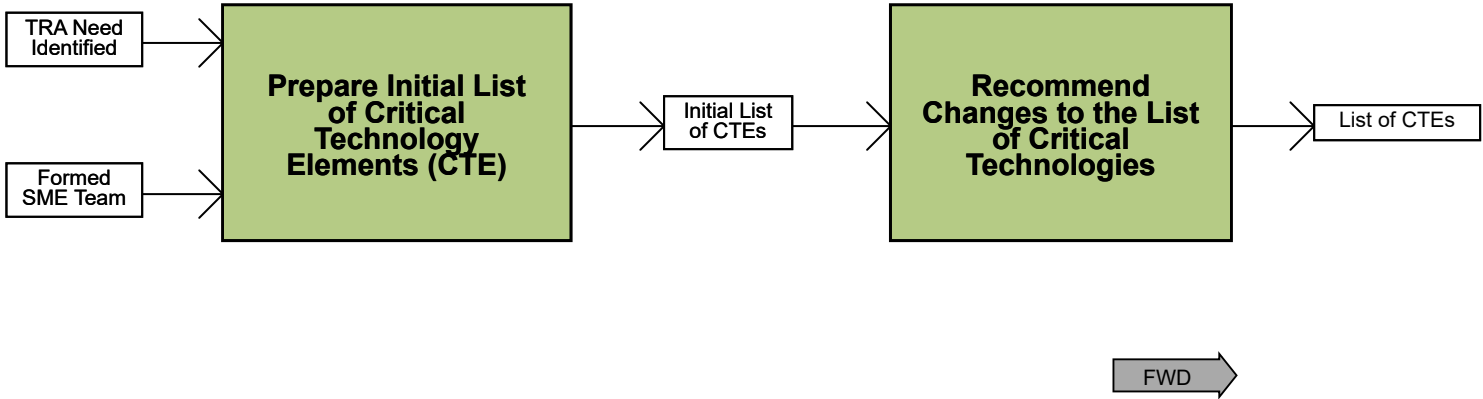 TRA Need
Identified
Formed
SME Team
Prepare Initial List
of Critical
Technology
Elements (CTE)
Initial List
of CTEs
Recommend
Changes to the List
of Critical
Technologies
List of CTEs
FWD